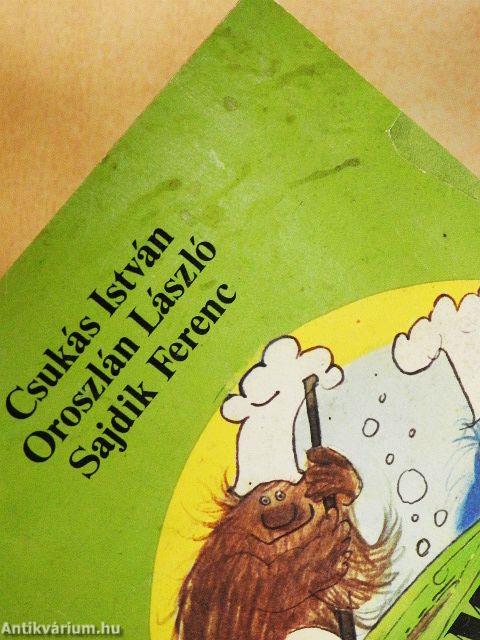 Csukás István
Oroszlán László
Sajdik Ferenc
Antikvárium.hu